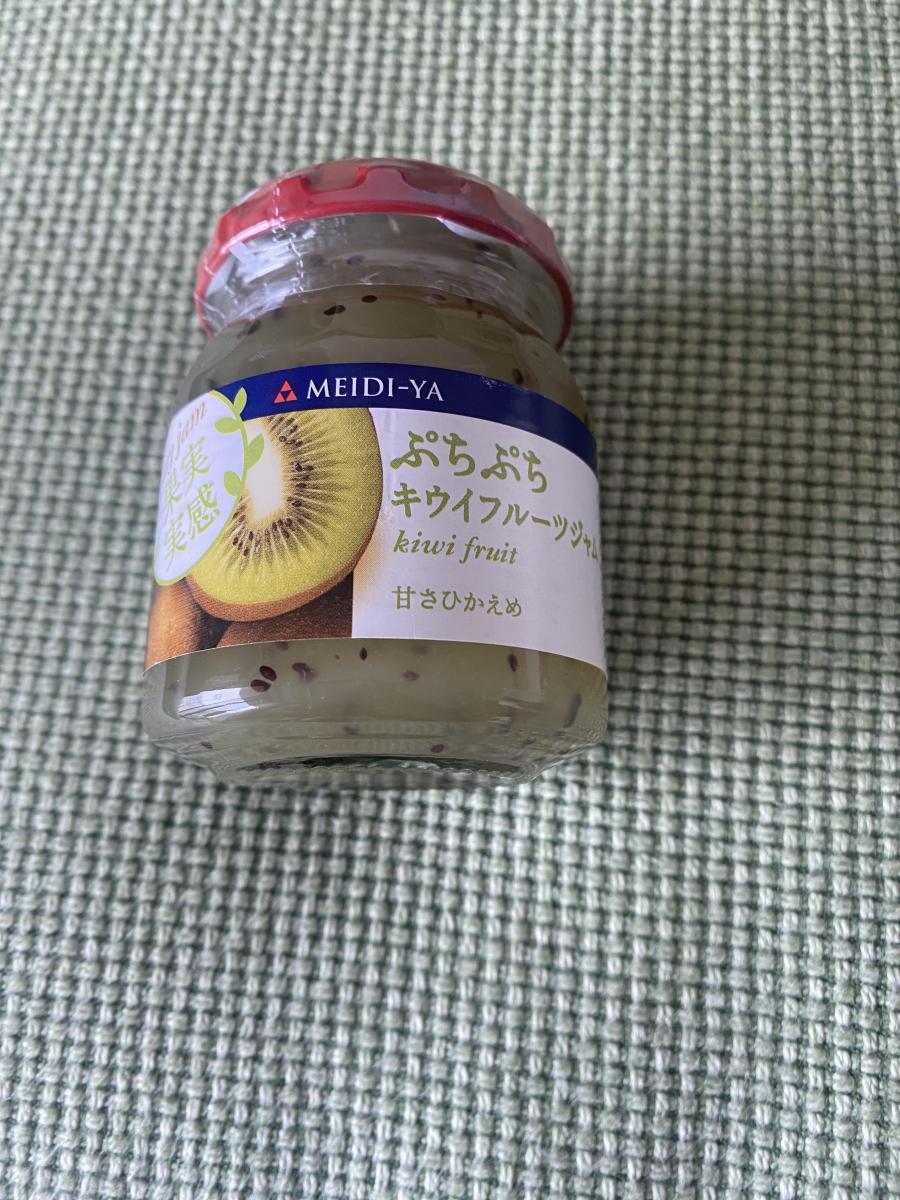 MEIDI-YA
jam
果実
実感
ぷちぷち
キウイフルーツジャム
kiwi fruit
甘さひかえめ